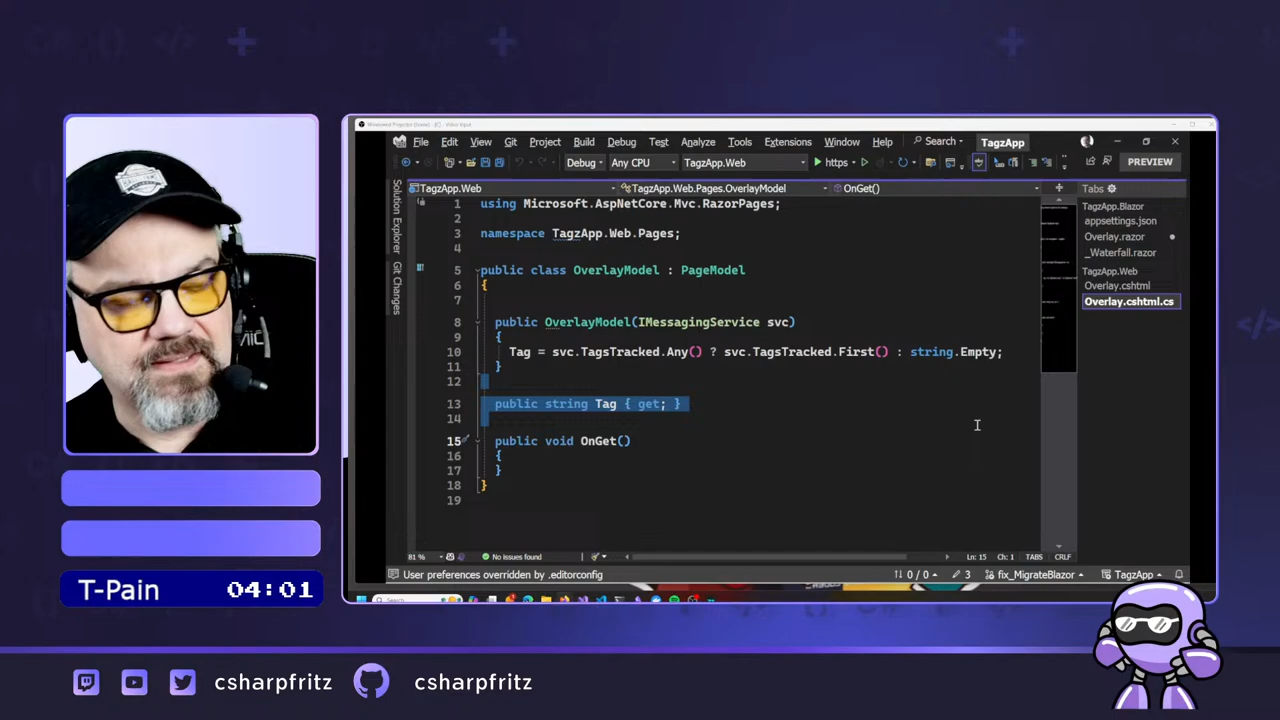 File Edit View Git Project Build Debug Test Analyze Tools Extensions Window Help Search TagzApp
Debug Any CPU TagzApp.Web https PREVIEW
TagzApp.Web TagzApp.Web.Pages.OverlayModel OnGet()
Solution Explorer
Git Changes
1 using Microsoft.AspNetCore.Mvc.RazorPages;
2
3 namespace TagzApp.Web.Pages;
4
5 public class OverlayModel : PageModel
6 {
7
8 public OverlayModel(IMessagingService svc)
9 {
10 Tag = svc.TagsTracked.Any() ? svc.TagsTracked.First() : string.Empty;
11 }
12
13 public string Tag { get; }
14
15 public void OnGet()
16 {
17 }
18 }
19
Tabs
TagzApp.Blazor
appsettings.json
Overlay.razor
_Waterfall.razor
TagzApp.Web
Overlay.cshtml
Overlay.cshtml.cs
81 % No issues found Ln: 15 Ch: 1 TABS CRLF
User preferences overridden by .editorconfig 0 / 0 3 fix_MigrateBlazor TagzApp
Search
T-Pain 04:01
csharpfritz csharpfritz